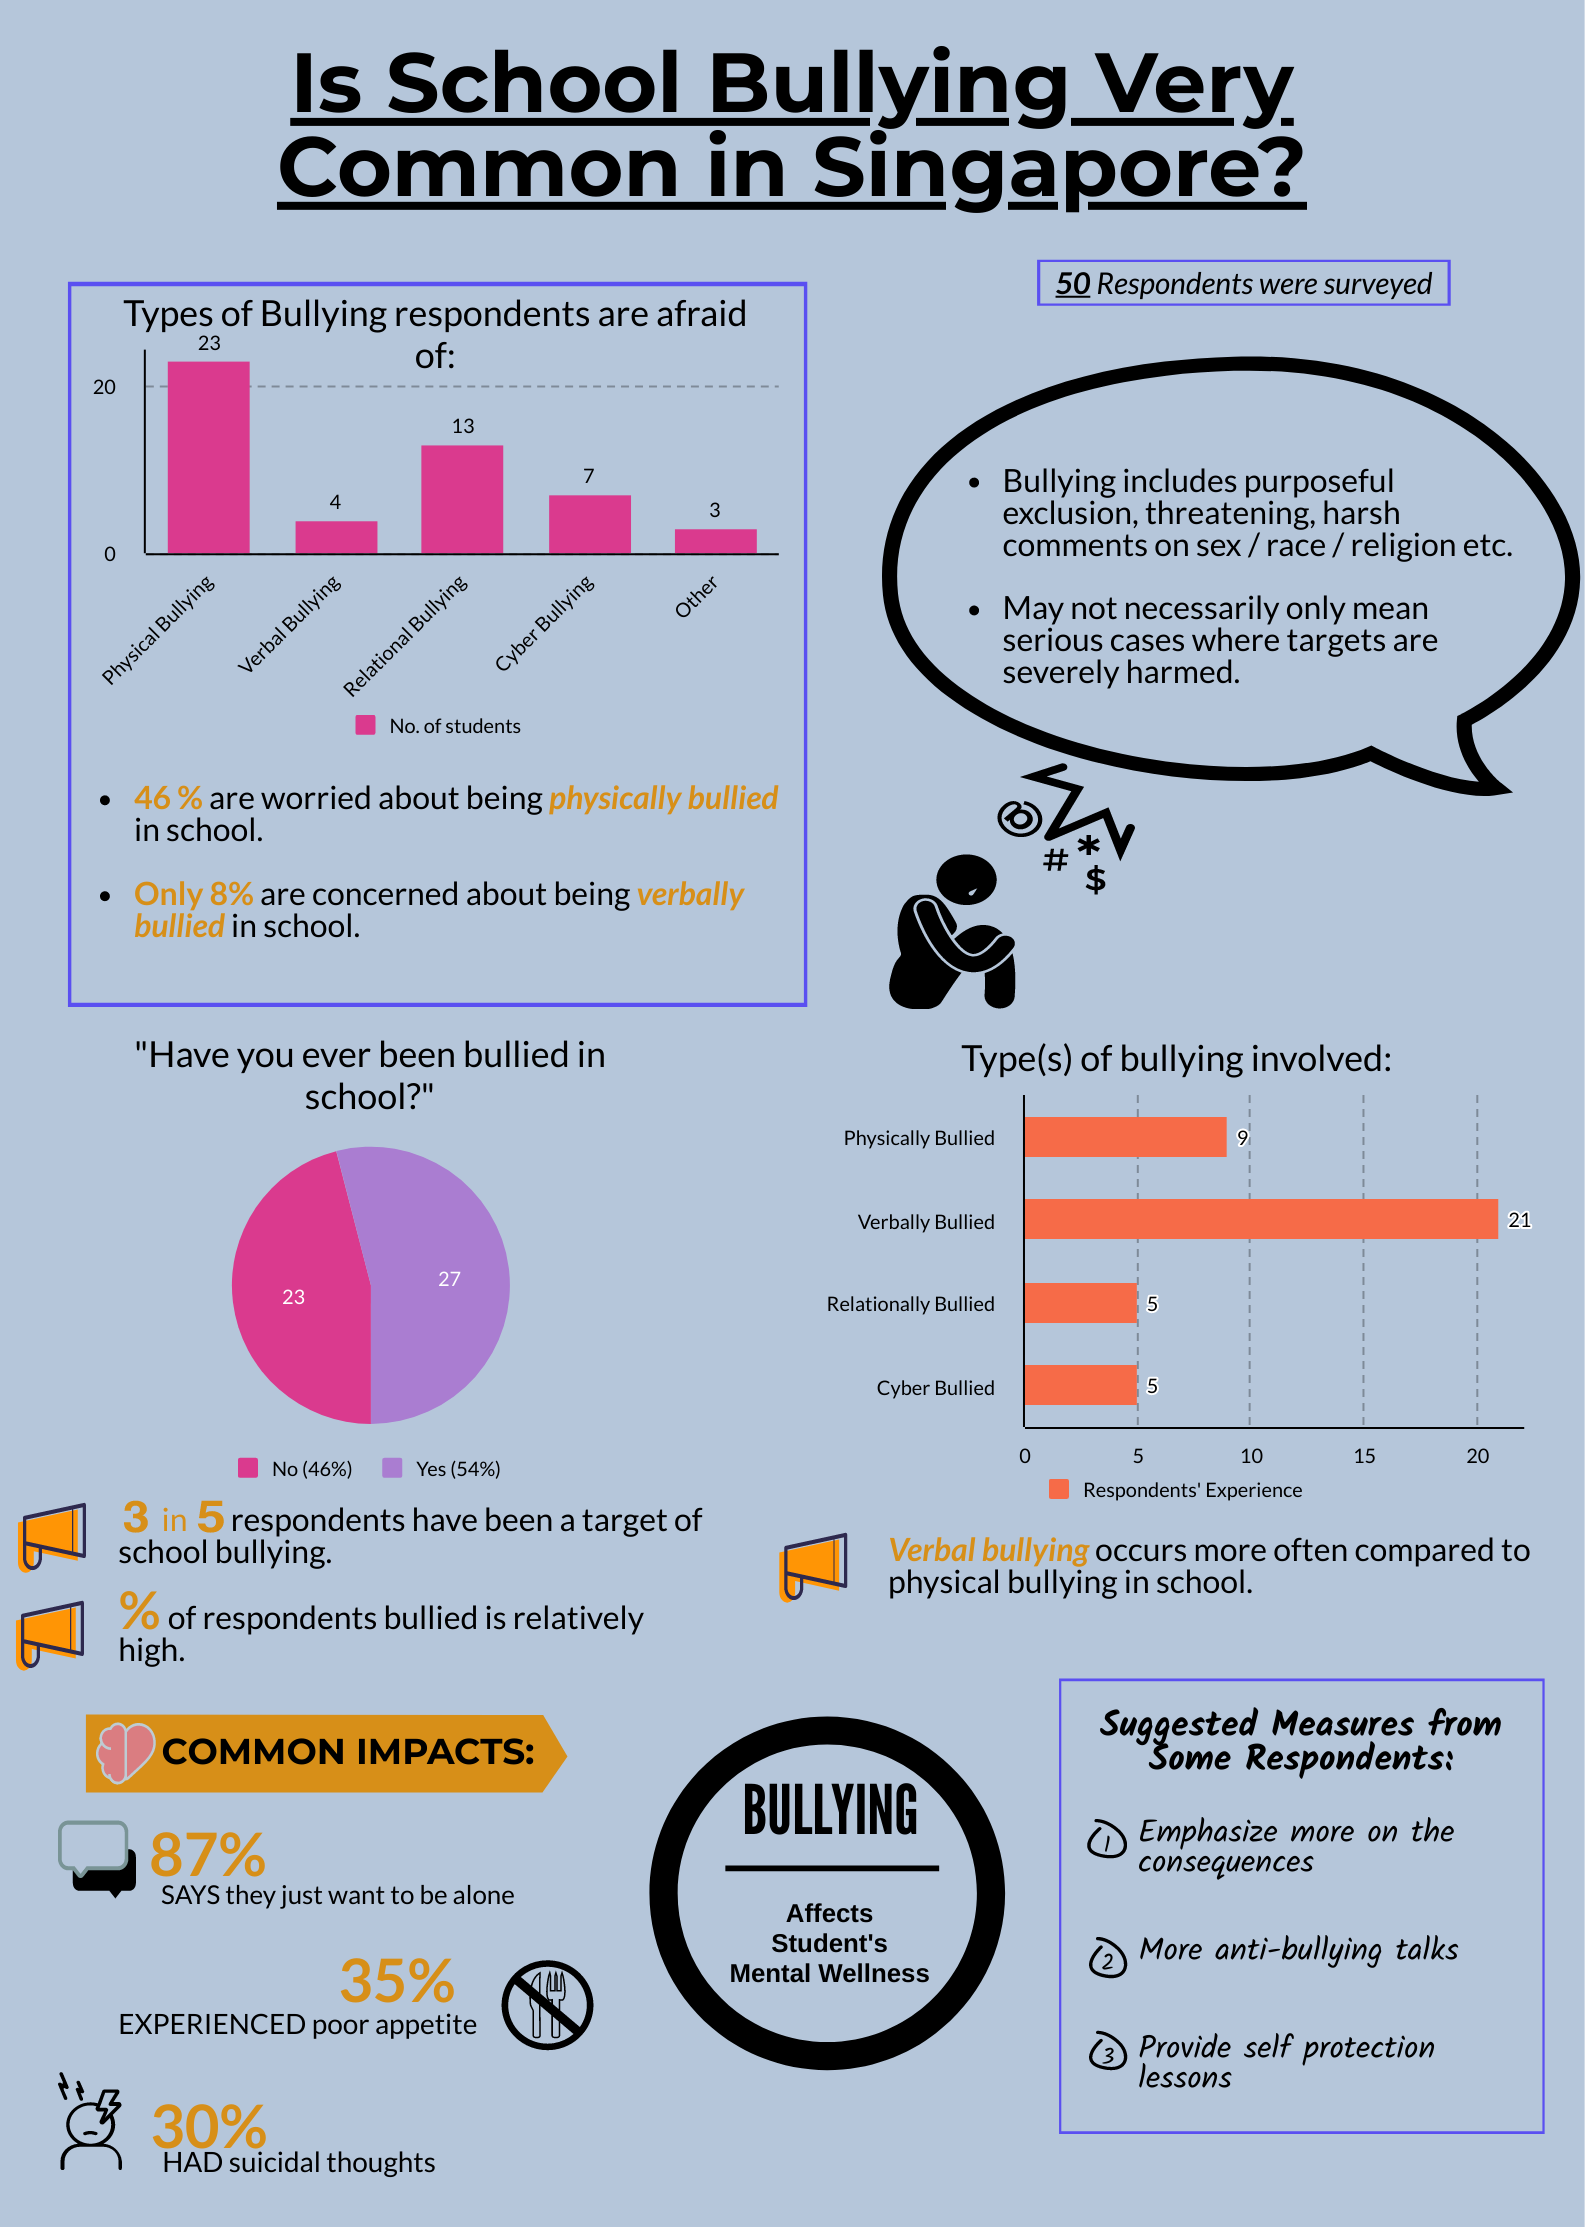 Is School Bullying Very
Common in Singapore?
50 Respondents were surveyed
Types of Bullying respondents are afraid
of:
23
20
13
7
4
3
0
Physical Bullying
Verbal Bullying
Relational Bullying
Cyber Bullying
Other
No. of students
• 46 % are worried about being physically bullied
in school.
• Only 8% are concerned about being verbally
bullied in school.
• Bullying includes purposeful
exclusion, threatening, harsh
comments on sex / race / religion etc.
• May not necessarily only mean
serious cases where targets are
severely harmed.
@
# *
$
"Have you ever been bullied in
school?"
23
27
No (46%) Yes (54%)
3 in 5 respondents have been a target of
school bullying.
% of respondents bullied is relatively
high.
Type(s) of bullying involved:
Physically Bullied 9
Verbally Bullied 21
Relationally Bullied 5
Cyber Bullied 5
0 5 10 15 20
Respondents' Experience
Verbal bullying occurs more often compared to
physical bullying in school.
COMMON IMPACTS:
87%
SAYS they just want to be alone
35%
EXPERIENCED poor appetite
30%
HAD suicidal thoughts
BULLYING
Affects
Student's
Mental Wellness
Suggested Measures from
Some Respondents:
1 Emphasize more on the
consequences
2 More anti-bullying talks
3 Provide self protection
lessons